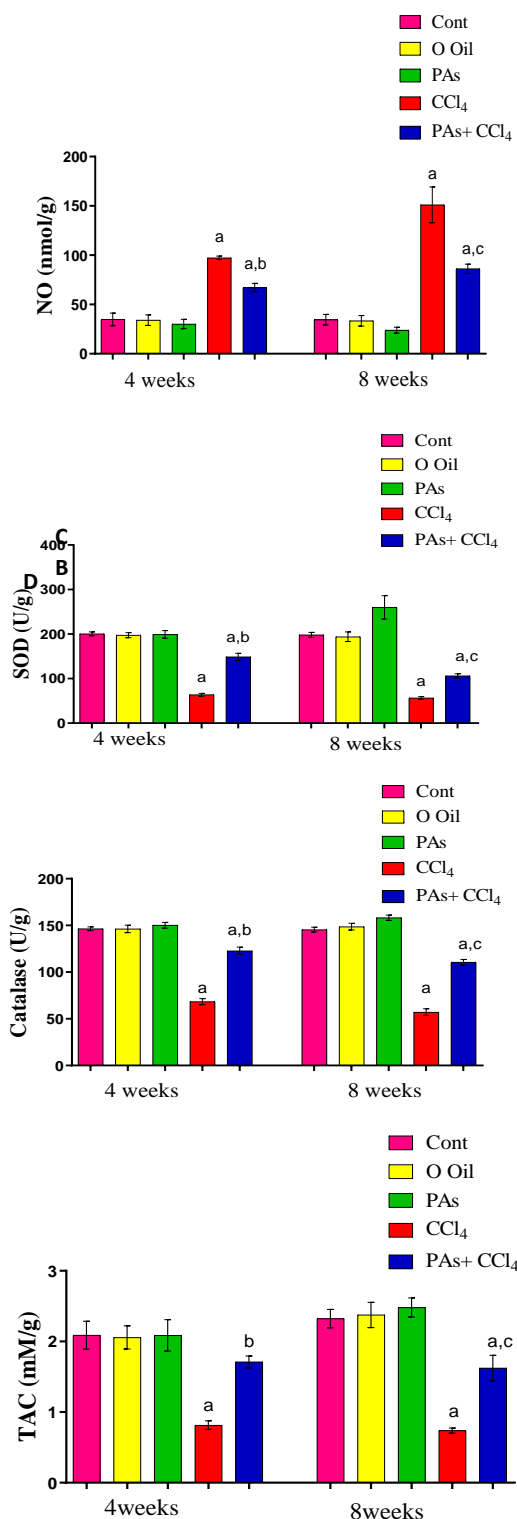 Cont
O Oil
PAs
CCl₄
PAs+ CCl₄
NO (nmol/g)
200
150
100
50
0
a
a,b
a
a,c
4 weeks
8 weeks
Cont
O Oil
PAs
CCl₄
PAs+ CCl₄
C
B
D
SOD (U/g)
400
300
200
100
0
a
a,b
a
a,c
4 weeks
8 weeks
Cont
O Oil
PAs
CCl₄
PAs+ CCl₄
Catalase (U/g)
200
150
100
50
0
a
a,b
a
a,c
4 weeks
8 weeks
Cont
O Oil
PAs
CCl₄
PAs+ CCl₄
TAC (mM/g)
3
2
1
0
a
b
a
a,c
4weeks
8weeks